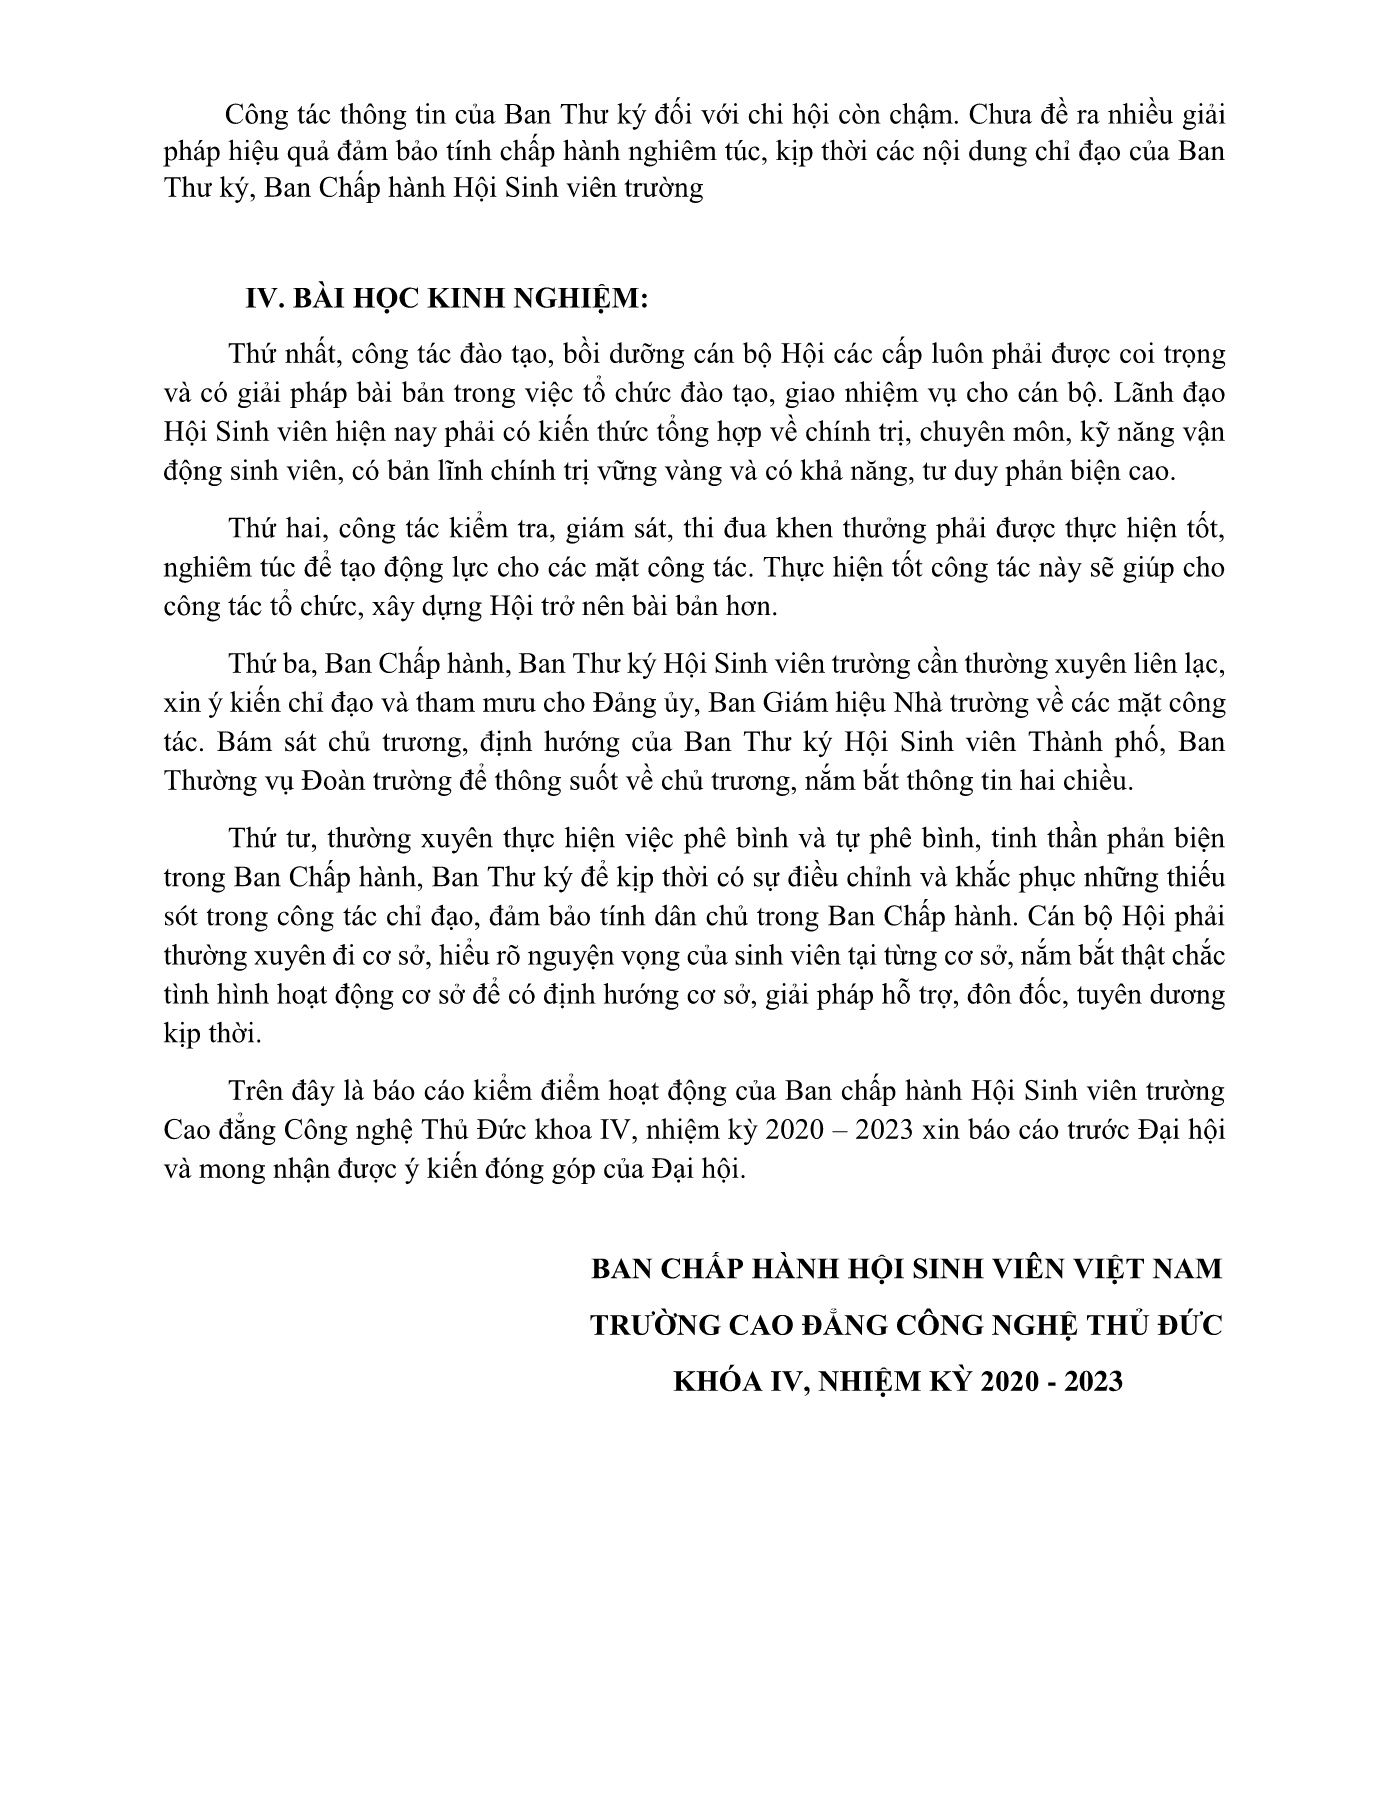 Công tác thông tin của Ban Thư ký đối với chi hội còn chậm. Chưa đề ra nhiều giải
pháp hiệu quả đảm bảo tính chấp hành nghiêm túc, kịp thời các nội dung chỉ đạo của Ban
Thư ký, Ban Chấp hành Hội Sinh viên trường
IV. BÀI HỌC KINH NGHIỆM:
Thứ nhất, công tác đào tạo, bồi dưỡng cán bộ Hội các cấp luôn phải được coi trọng
và có giải pháp bài bản trong việc tổ chức đào tạo, giao nhiệm vụ cho cán bộ. Lãnh đạo
Hội Sinh viên hiện nay phải có kiến thức tổng hợp về chính trị, chuyên môn, kỹ năng vận
động sinh viên, có bản lĩnh chính trị vững vàng và có khả năng, tư duy phản biện cao.
Thứ hai, công tác kiểm tra, giám sát, thi đua khen thưởng phải được thực hiện tốt,
nghiêm túc để tạo động lực cho các mặt công tác. Thực hiện tốt công tác này sẽ giúp cho
công tác tổ chức, xây dựng Hội trở nên bài bản hơn.
Thứ ba, Ban Chấp hành, Ban Thư ký Hội Sinh viên trường cần thường xuyên liên lạc,
xin ý kiến chỉ đạo và tham mưu cho Đảng ủy, Ban Giám hiệu Nhà trường về các mặt công
tác. Bám sát chủ trương, định hướng của Ban Thư ký Hội Sinh viên Thành phố, Ban
Thường vụ Đoàn trường để thông suốt về chủ trương, nắm bắt thông tin hai chiều.
Thứ tư, thường xuyên thực hiện việc phê bình và tự phê bình, tinh thần phản biện
trong Ban Chấp hành, Ban Thư ký để kịp thời có sự điều chỉnh và khắc phục những thiếu
sót trong công tác chỉ đạo, đảm bảo tính dân chủ trong Ban Chấp hành. Cán bộ Hội phải
thường xuyên đi cơ sở, hiểu rõ nguyện vọng của sinh viên tại từng cơ sở, nắm bắt thật chắc
tình hình hoạt động cơ sở để có định hướng cơ sở, giải pháp hỗ trợ, đôn đốc, tuyên dương
kịp thời.
Trên đây là báo cáo kiểm điểm hoạt động của Ban chấp hành Hội Sinh viên trường
Cao đẳng Công nghệ Thủ Đức khoa IV, nhiệm kỳ 2020 – 2023 xin báo cáo trước Đại hội
và mong nhận được ý kiến đóng góp của Đại hội.
BAN CHẤP HÀNH HỘI SINH VIÊN VIỆT NAM
TRƯỜNG CAO ĐẲNG CÔNG NGHỆ THỦ ĐỨC
KHÓA IV, NHIỆM KỲ 2020 - 2023